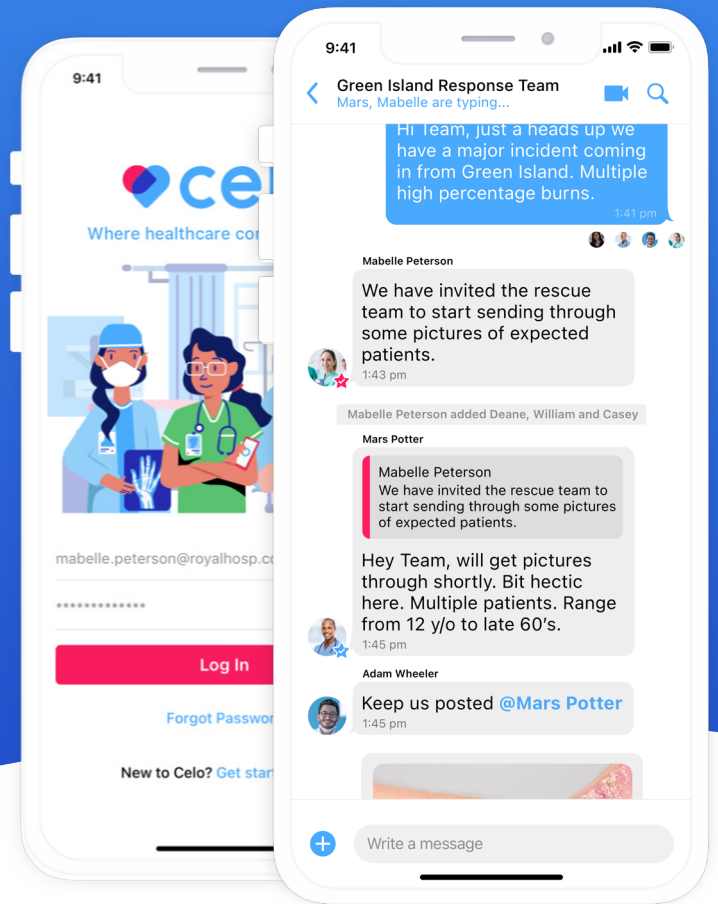 9:41
celo
Where healthcare
mabelle.peterson@royalhosp.co
•••••••••••••
Log In
Forgot
New to Celo? Get
9:41
Green Island Response Team
Mars, Mabelle are typing...
Hi Team, just a heads up we
have a major incident coming
in from Green Island. Multiple
high percentage burns.
1:41 pm
Mabelle Peterson
We have invited the rescue
team to start sending through
some pictures of expected
patients.
1:43 pm
Mabelle Peterson added Deane, William and Casey
Mars Potter
Mabelle Peterson
We have invited the rescue team to
start sending through some pictures
of expected patients.
Hey Team, will get pictures
through shortly. Bit hectic
here. Multiple patients. Range
from 12 y/o to late 60’s.
1:45 pm
Adam Wheeler
Keep us posted @Mars Potter
1:45 pm
Write a message